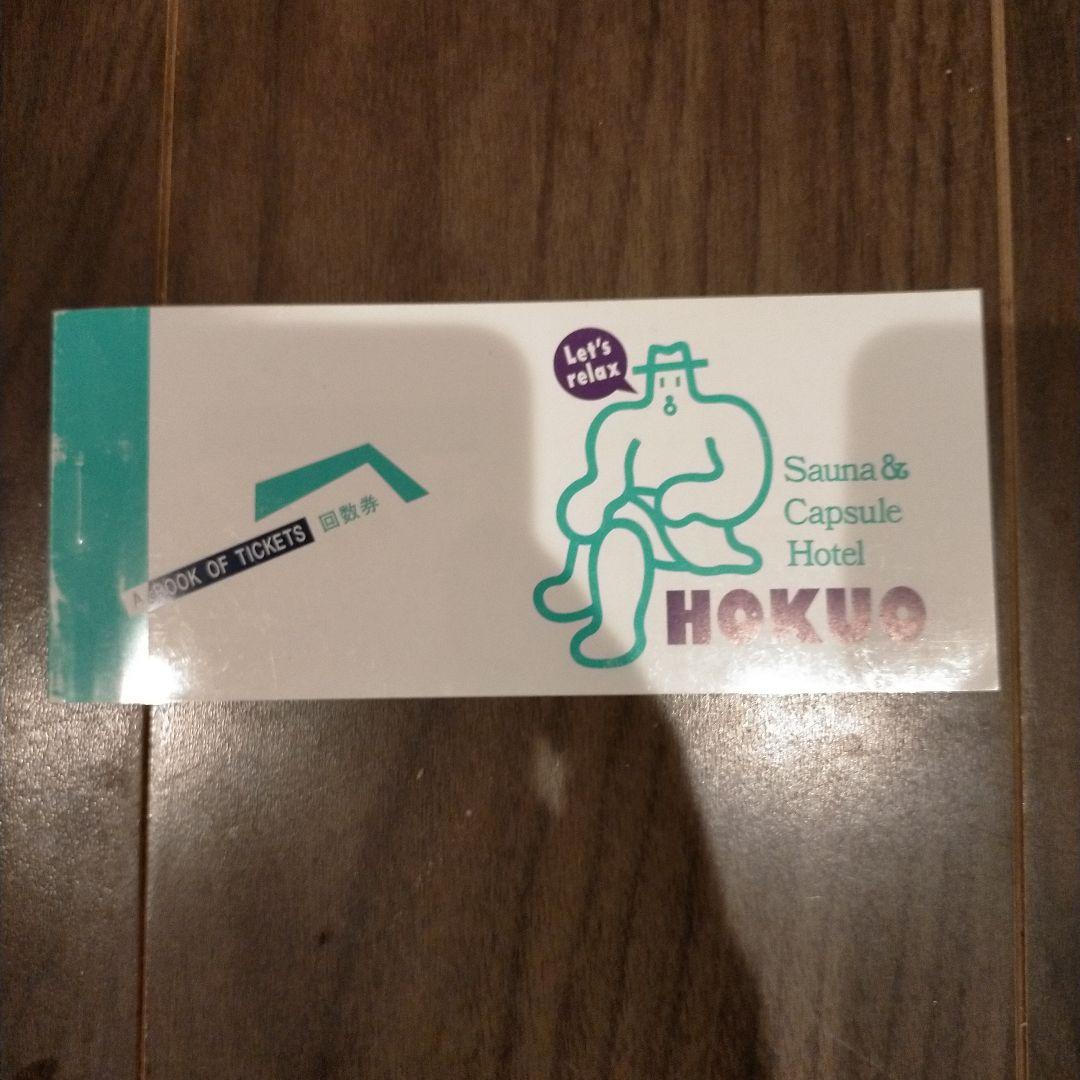 Let's
relax
A BOOK OF TICKETS 回数券
Sauna &
Capsule
Hotel
HOKUO